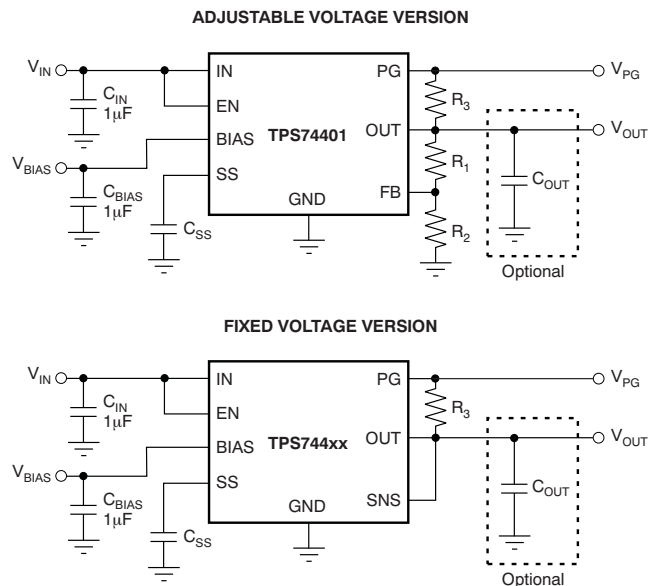 ADJUSTABLE VOLTAGE VERSION
VIN
IN
PG
VPG
CIN
1μF
EN
R3
BIAS
TPS74401
OUT
VOUT
VBIAS
R1
COUT
SS
FB
CBIAS
1μF
GND
CSS
R2
Optional
FIXED VOLTAGE VERSION
VIN
IN
PG
VPG
CIN
1μF
EN
R3
BIAS
TPS744xx
OUT
VOUT
VBIAS
SS
COUT
CBIAS
1μF
GND
SNS
CSS
Optional